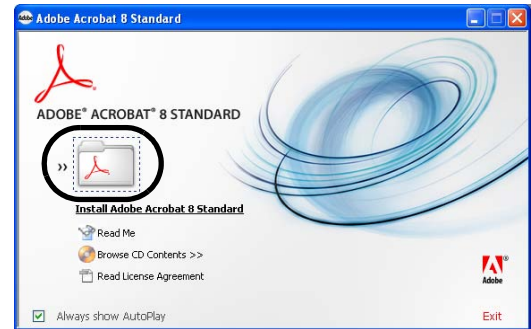 Adobe Adobe Acrobat 8 Standard
ADOBE® ACROBAT® 8 STANDARD
››
Install Adobe Acrobat 8 Standard
Read Me
Browse CD Contents >>
Read License Agreement
Adobe
Always show AutoPlay
Exit